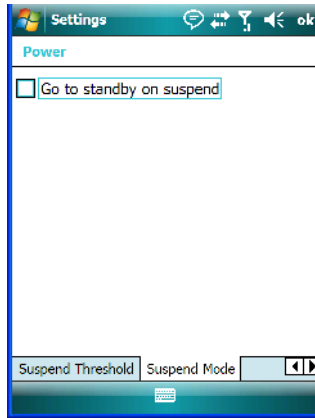 Settings ok
Power
Go to standby on suspend
Suspend Threshold Suspend Mode